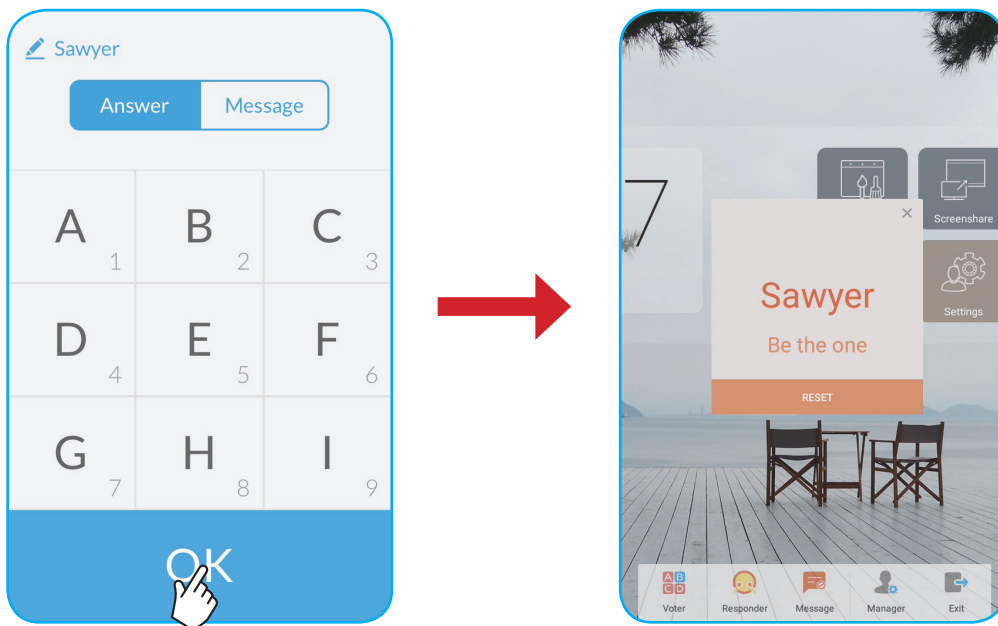 Sawyer
Answer Message
A 1 B 2 C 3
D 4 E 5 F 6
G 7 H 8 I 9
OK
7
Screenshare
Settings
×
Sawyer
Be the one
RESET
A B
C D
Voter Responder Message Manager Exit